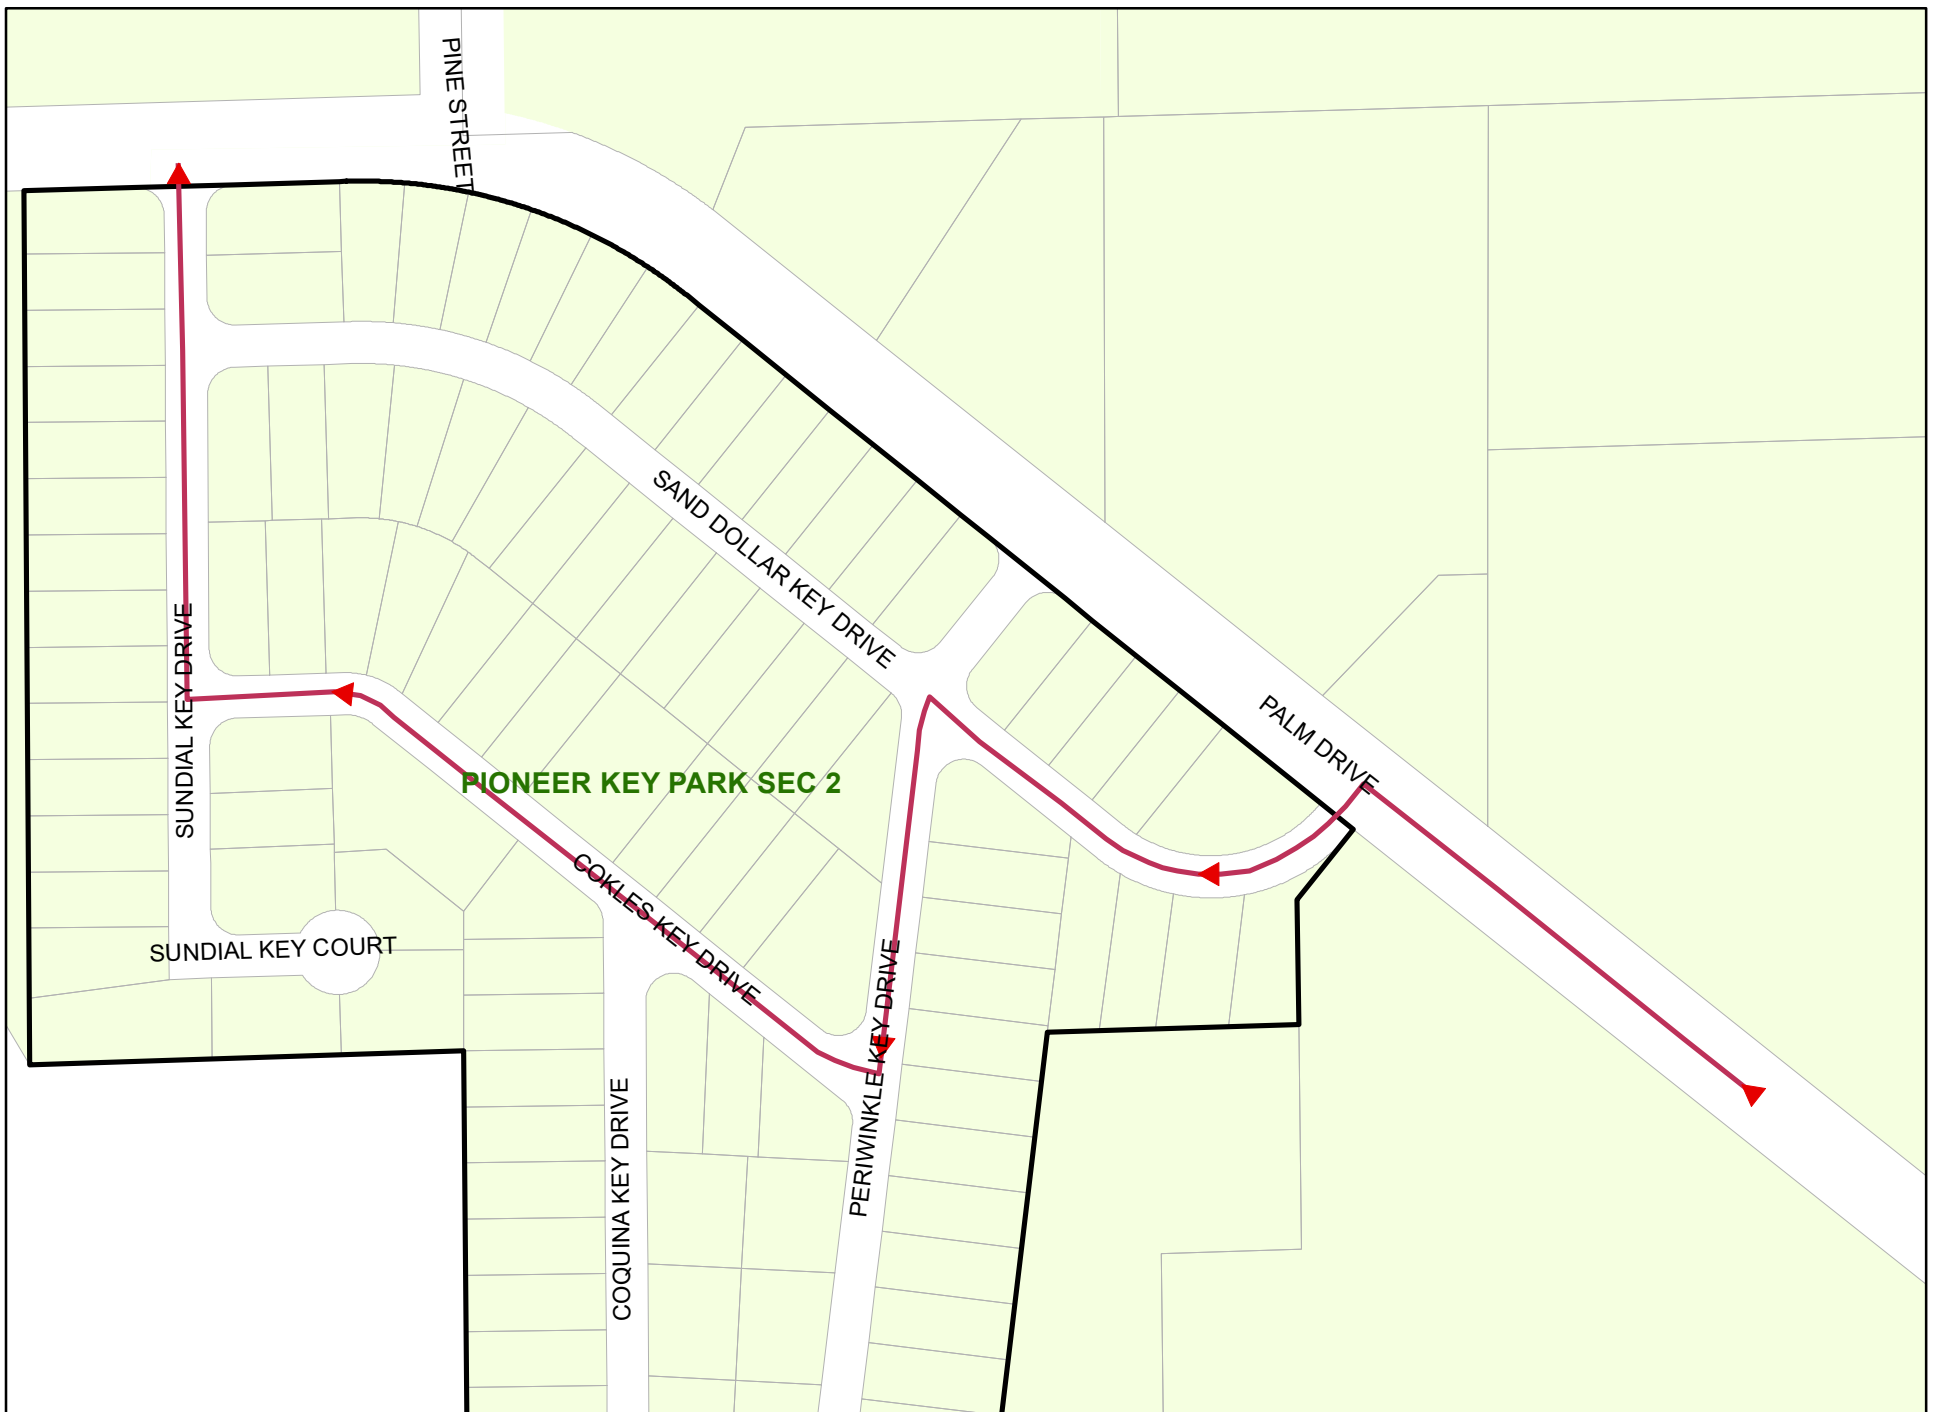 PINE STREET
SAND DOLLAR KEY DRIVE
PALM DRIVE
SUNDIAL KEY DRIVE
PIONEER KEY PARK SEC 2
COKLES KEY DRIVE
SUNDIAL KEY COURT
PERIWINKLE KEY DRIVE
COQUINA KEY DRIVE